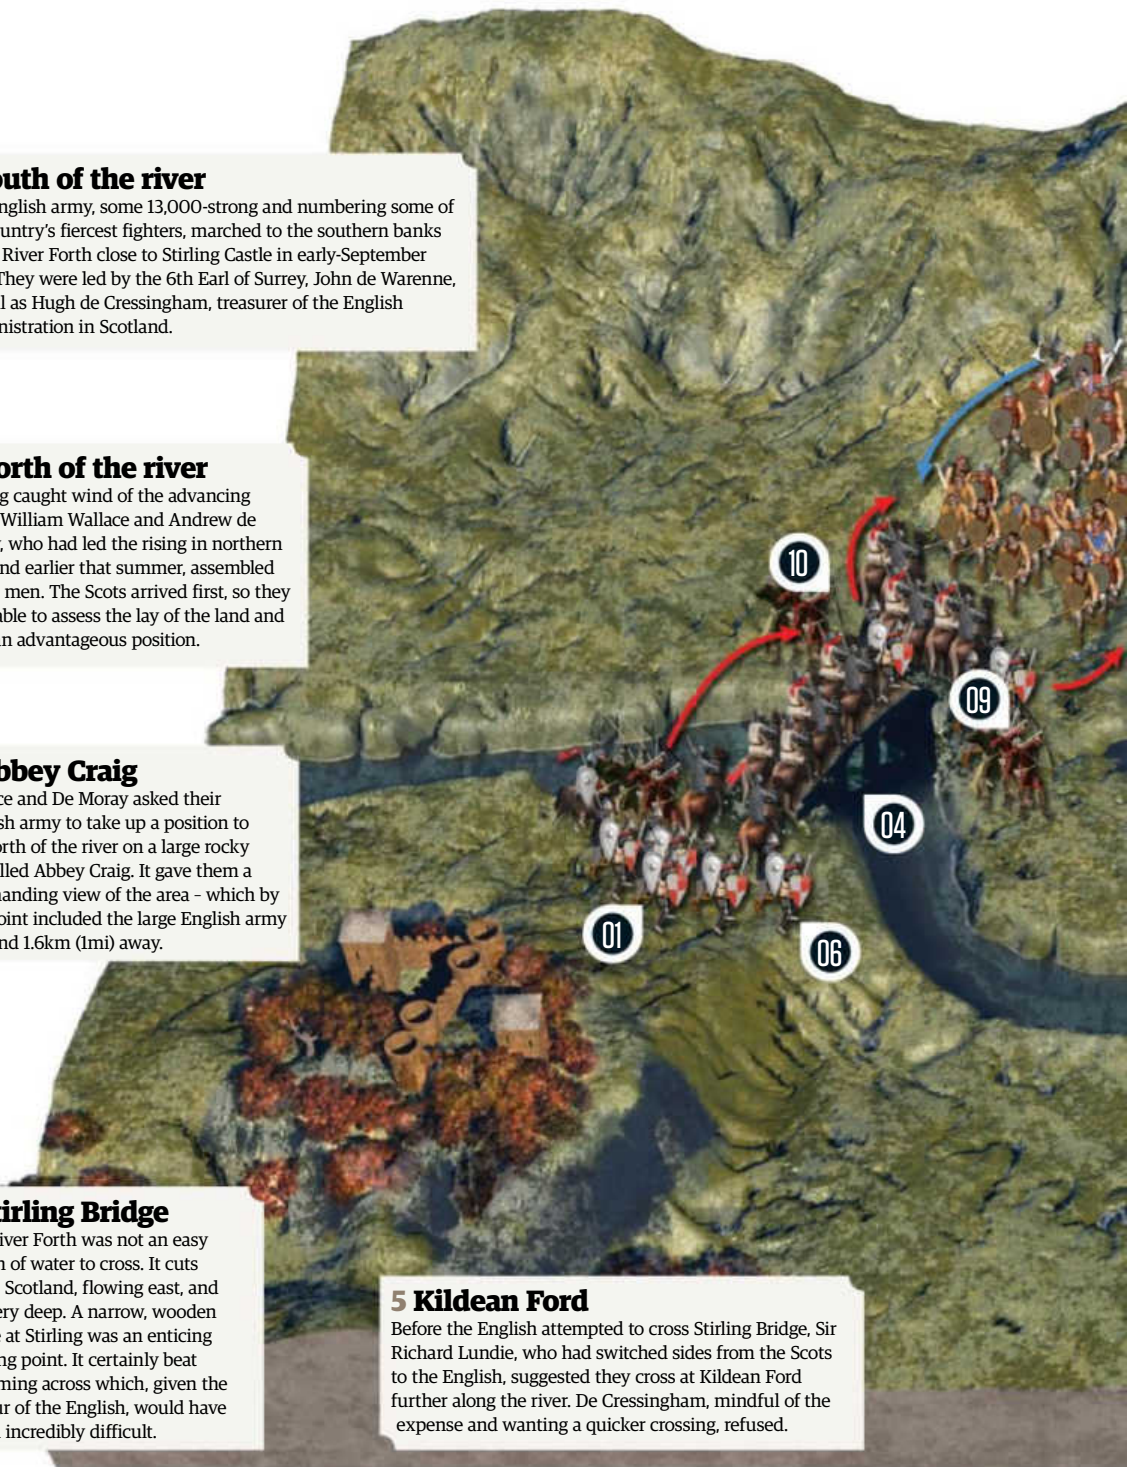 outh of the river
nglish army, some 13,000-strong and numbering some of
untry's fiercest fighters, marched to the southern banks
River Forth close to Stirling Castle in early-September
They were led by the 6th Earl of Surrey, John de Warenne,
l as Hugh de Cressingham, treasurer of the English
nistration in Scotland.
orth of the river
g caught wind of the advancing
William Wallace and Andrew de
, who had led the rising in northern
nd earlier that summer, assembled
men. The Scots arrived first, so they
able to assess the lay of the land and
n advantageous position.
bbey Craig
ce and De Moray asked their
sh army to take up a position to
orth of the river on a large rocky
lled Abbey Craig. It gave them a
anding view of the area - which by
oint included the large English army
nd 1.6km (1mi) away.
tirling Bridge
iver Forth was not an easy
n of water to cross. It cuts
Scotland, flowing east, and
ery deep. A narrow, wooden
e at Stirling was an enticing
ng point. It certainly beat
ming across which, given the
ur of the English, would have
incredibly difficult.
5 Kildean Ford
Before the English attempted to cross Stirling Bridge, Sir
Richard Lundie, who had switched sides from the Scots
to the English, suggested they cross at Kildean Ford
further along the river. De Cressingham, mindful of the
expense and wanting a quicker crossing, refused.
10
09
04
01
06